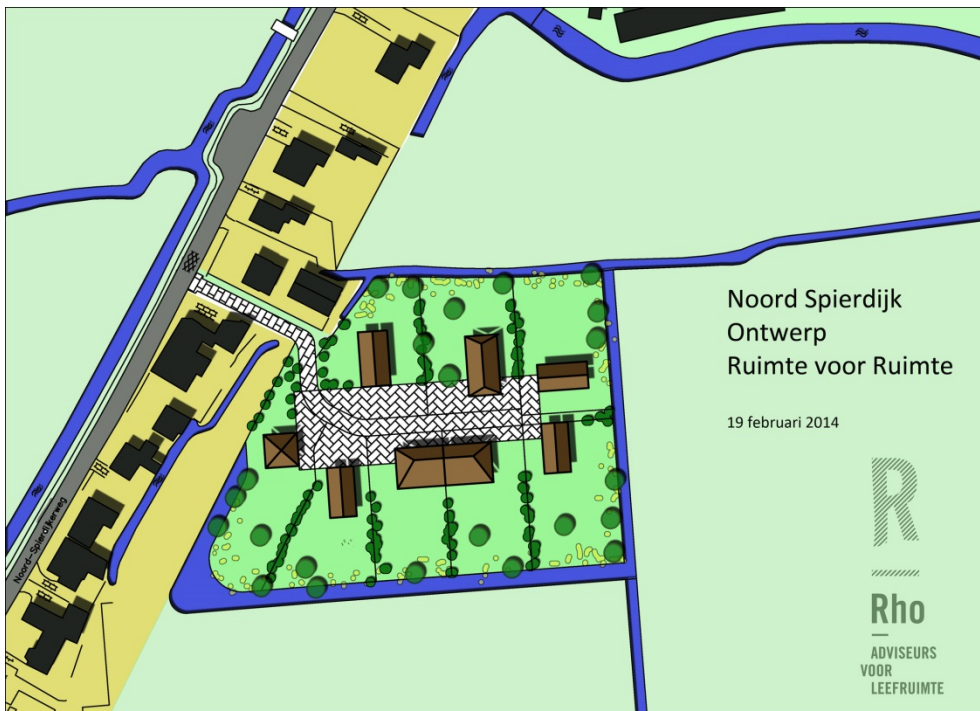 Noord Spierdijk
Ontwerp
Ruimte voor Ruimte
19 februari 2014
Noord-Spierdijkerweg
R
Rho
ADVISEURS
VOOR
LEEFRUIMTE